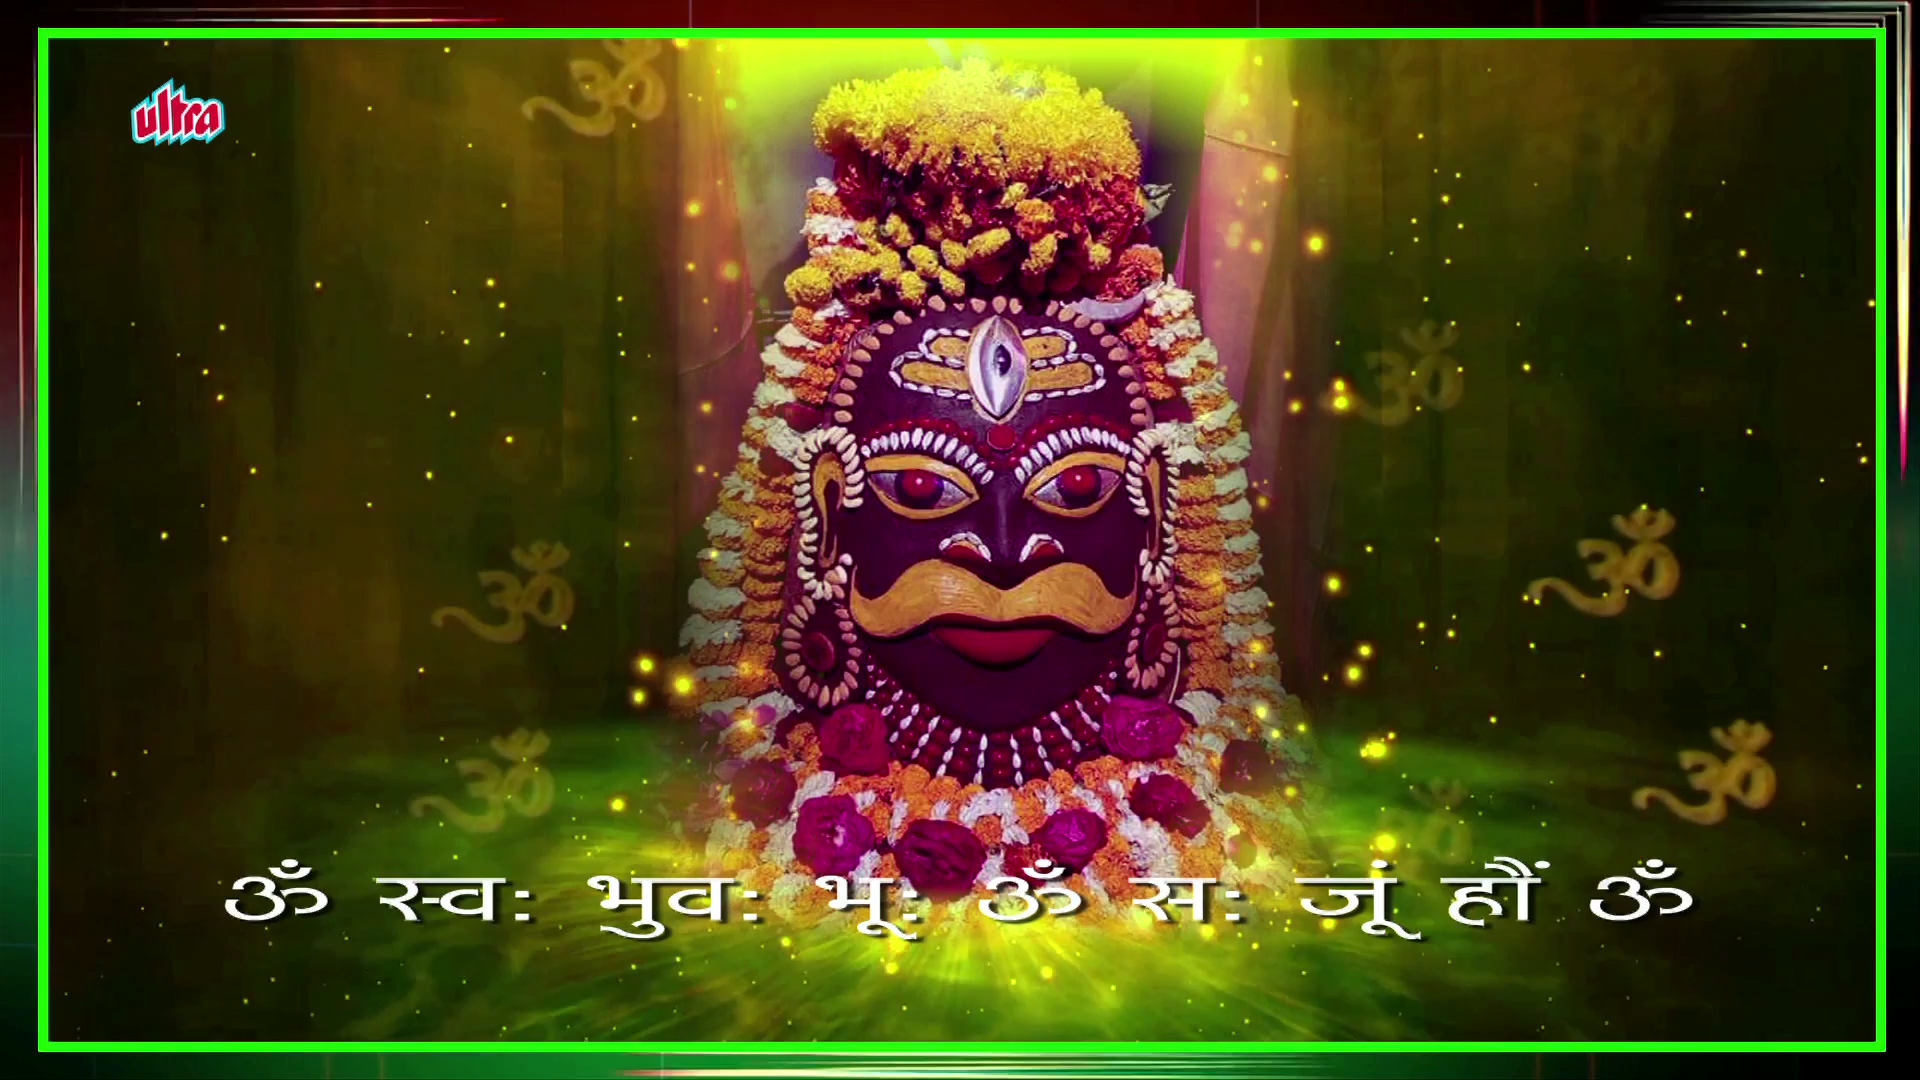 ultra
ॐ स्वः भुवः भूः ॐ सः जूं हौं ॐ